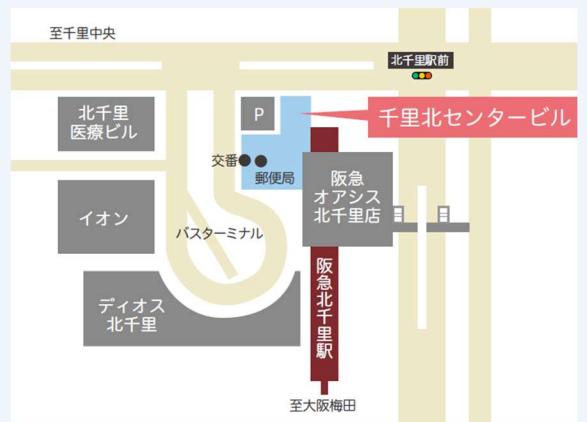 至千里中央
北千里駅前
北千里
医療ビル
P
千里北センタービル
交番
郵便局
阪急
オアシス
北千里店
イオン
バスターミナル
阪急北千里駅
ディオス
北千里
至大阪梅田